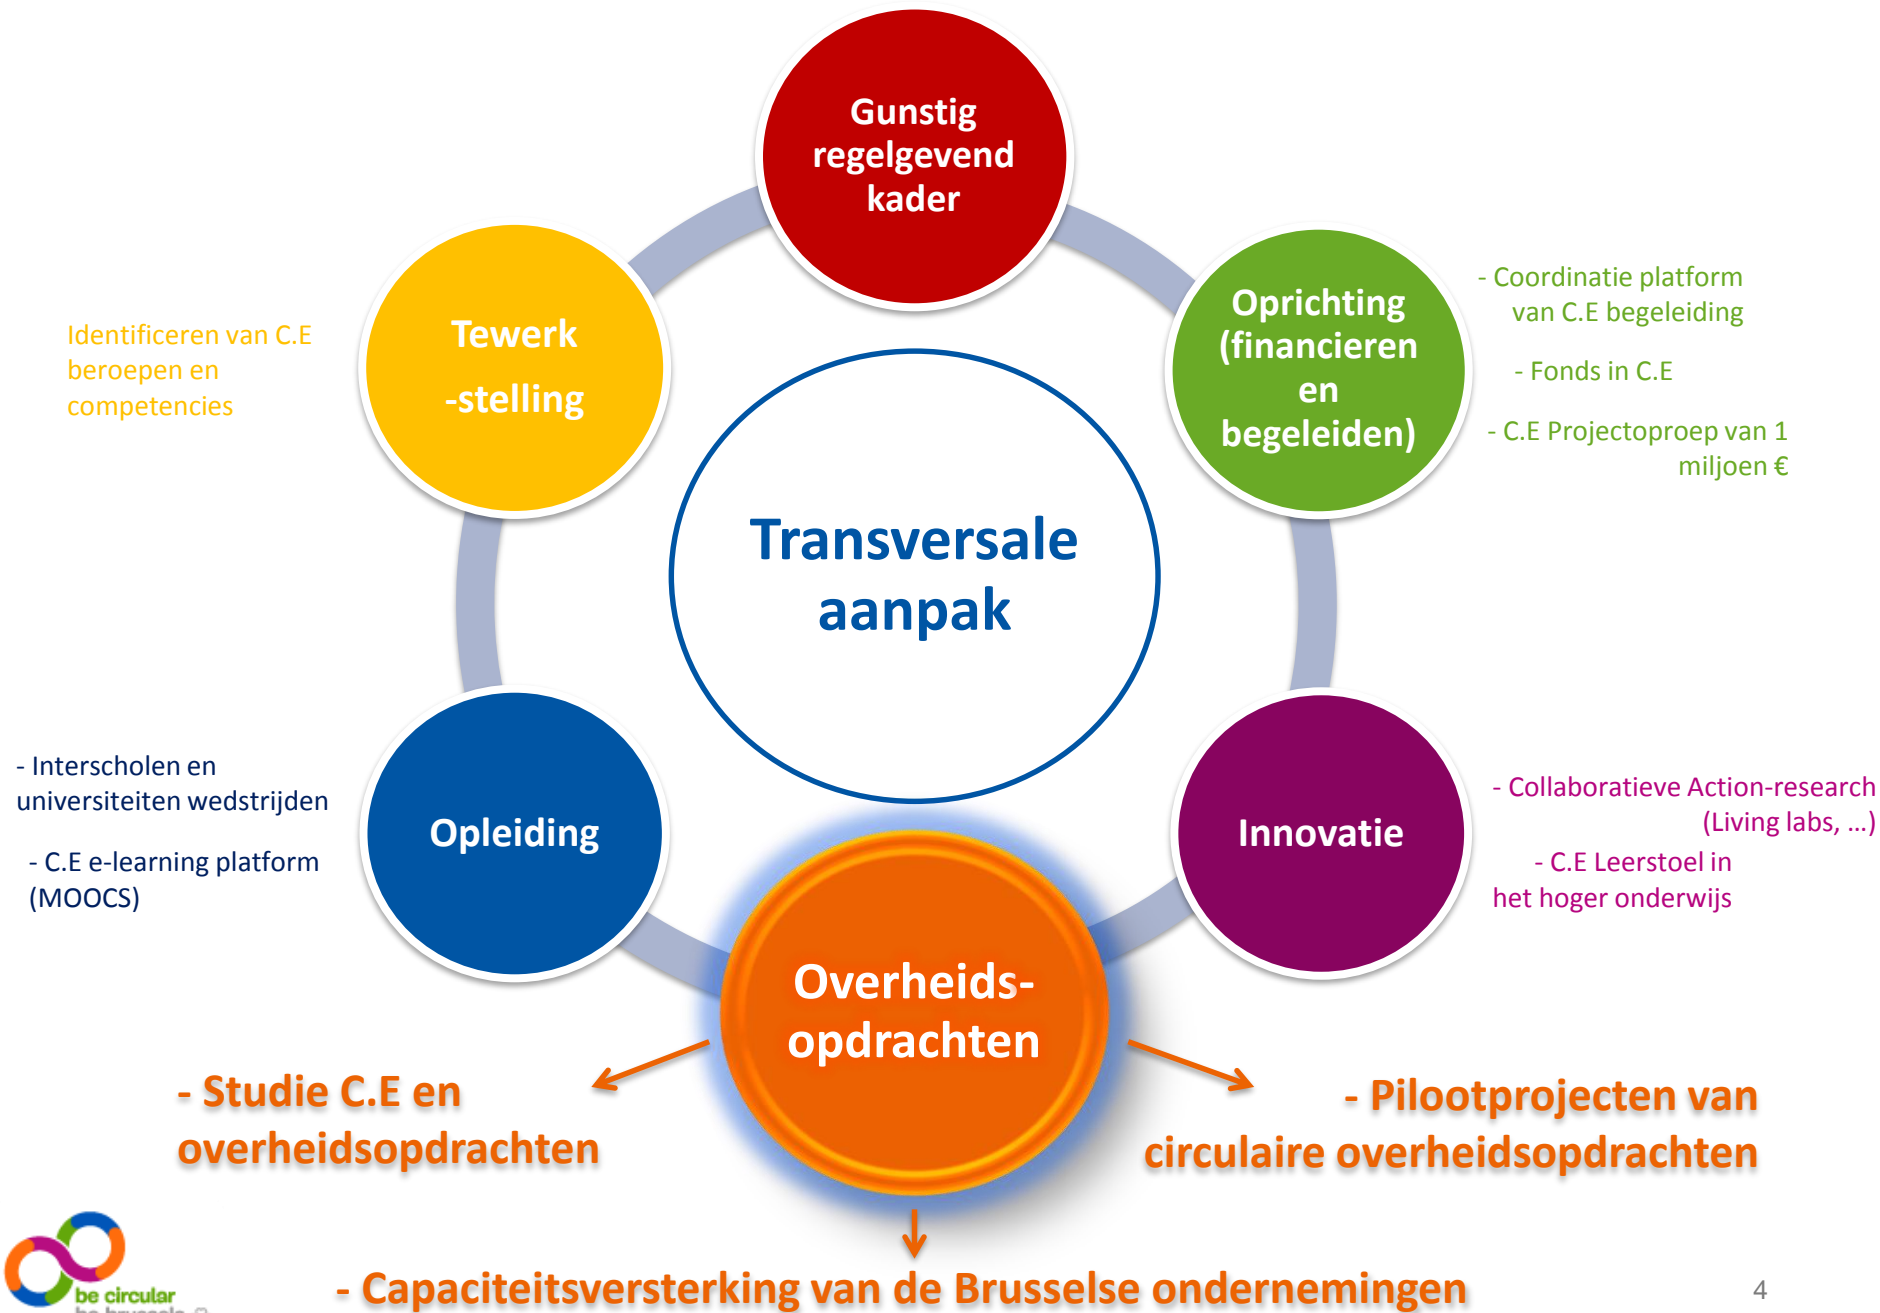 Gunstig
regelgevend
kader
Tewerk
-stelling
Identificeren van C.E
beroepen en
competencies
Oprichting
(financieren
en
begeleiden)
- Coordinatie platform
van C.E begeleiding
- Fonds in C.E
- C.E Projectoproep van 1
miljoen €
Transversale
aanpak
Opleiding
- Interscholen en
universiteiten wedstrijden
- C.E e-learning platform
(MOOCS)
Innovatie
- Collaboratieve Action-research
(Living labs, ...)
- C.E Leerstoel in
het hoger onderwijs
Overheids-
opdrachten
- Studie C.E en
overheidsopdrachten
- Pilootprojecten van
circulaire overheidsopdrachten
- Capaciteitsversterking van de Brusselse ondernemingen
be circular
be brussels
4